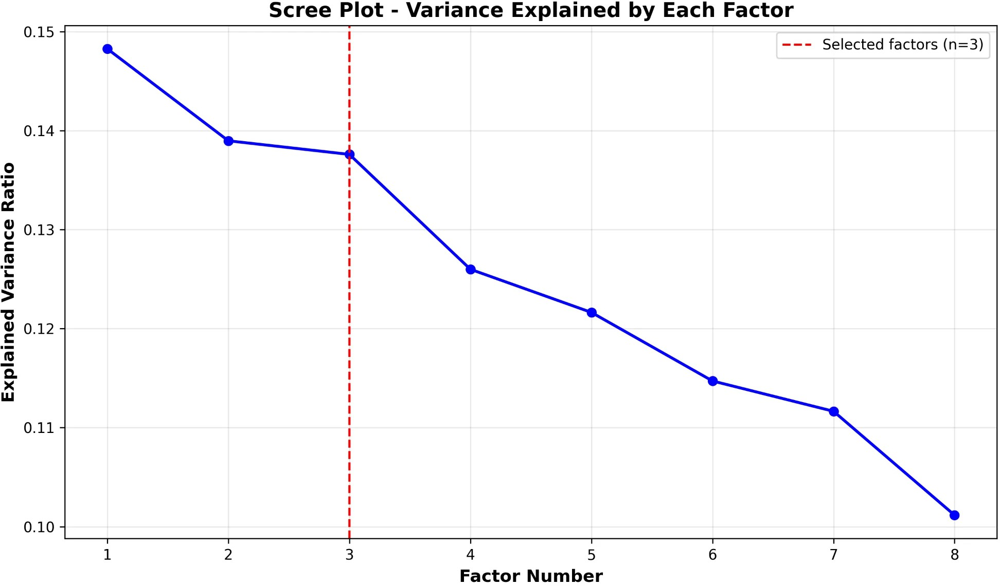 Scree Plot - Variance Explained by Each Factor
Selected factors (n=3)
Explained Variance Ratio
0.15
0.14
0.13
0.12
0.11
0.10
1 2 3 4 5 6 7 8
Factor Number